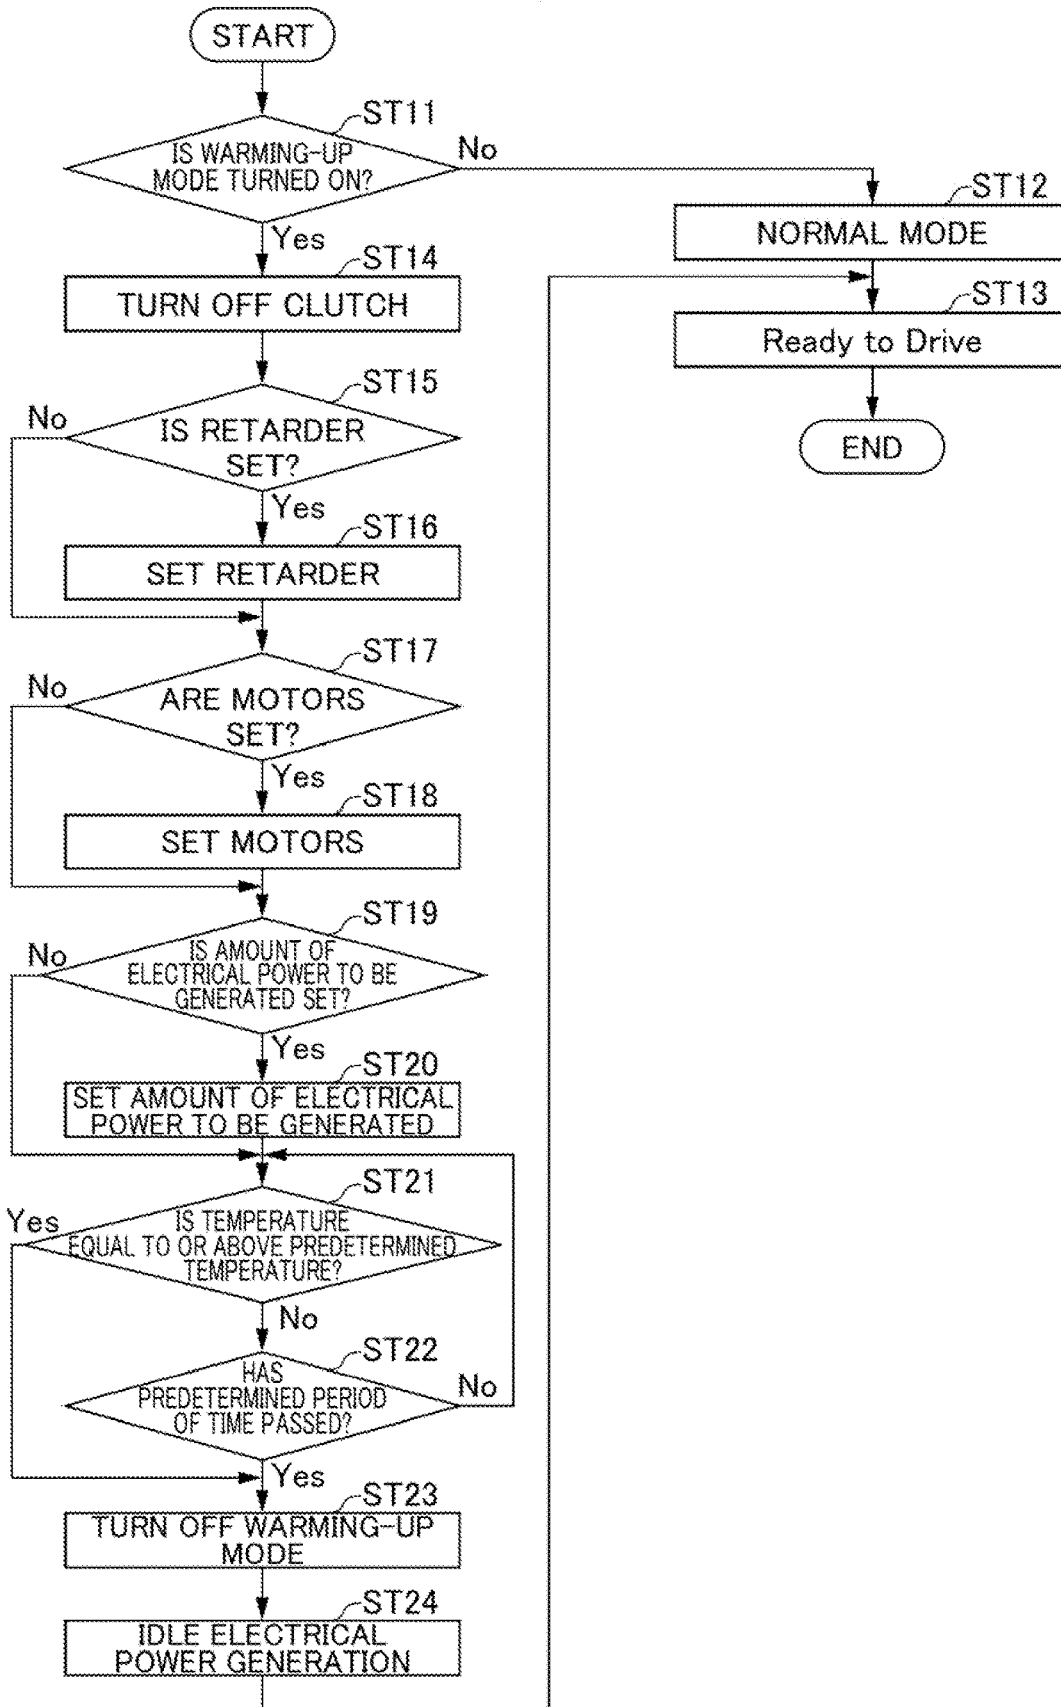 START
ST11
IS WARMING-UP
MODE TURNED ON?
No
Yes
ST12
NORMAL MODE
ST13
Ready to Drive
END
ST14
TURN OFF CLUTCH
ST15
No
IS RETARDER
SET?
Yes
ST16
SET RETARDER
ST17
No
ARE MOTORS
SET?
Yes
ST18
SET MOTORS
ST19
No
IS AMOUNT OF
ELECTRICAL POWER TO BE
GENERATED SET?
Yes
ST20
SET AMOUNT OF ELECTRICAL
POWER TO BE GENERATED
ST21
Yes
IS TEMPERATURE
EQUAL TO OR ABOVE PREDETERMINED
TEMPERATURE?
No
ST22
HAS
PREDETERMINED PERIOD
OF TIME PASSED?
No
Yes
ST23
TURN OFF WARMING-UP
MODE
ST24
IDLE ELECTRICAL
POWER GENERATION